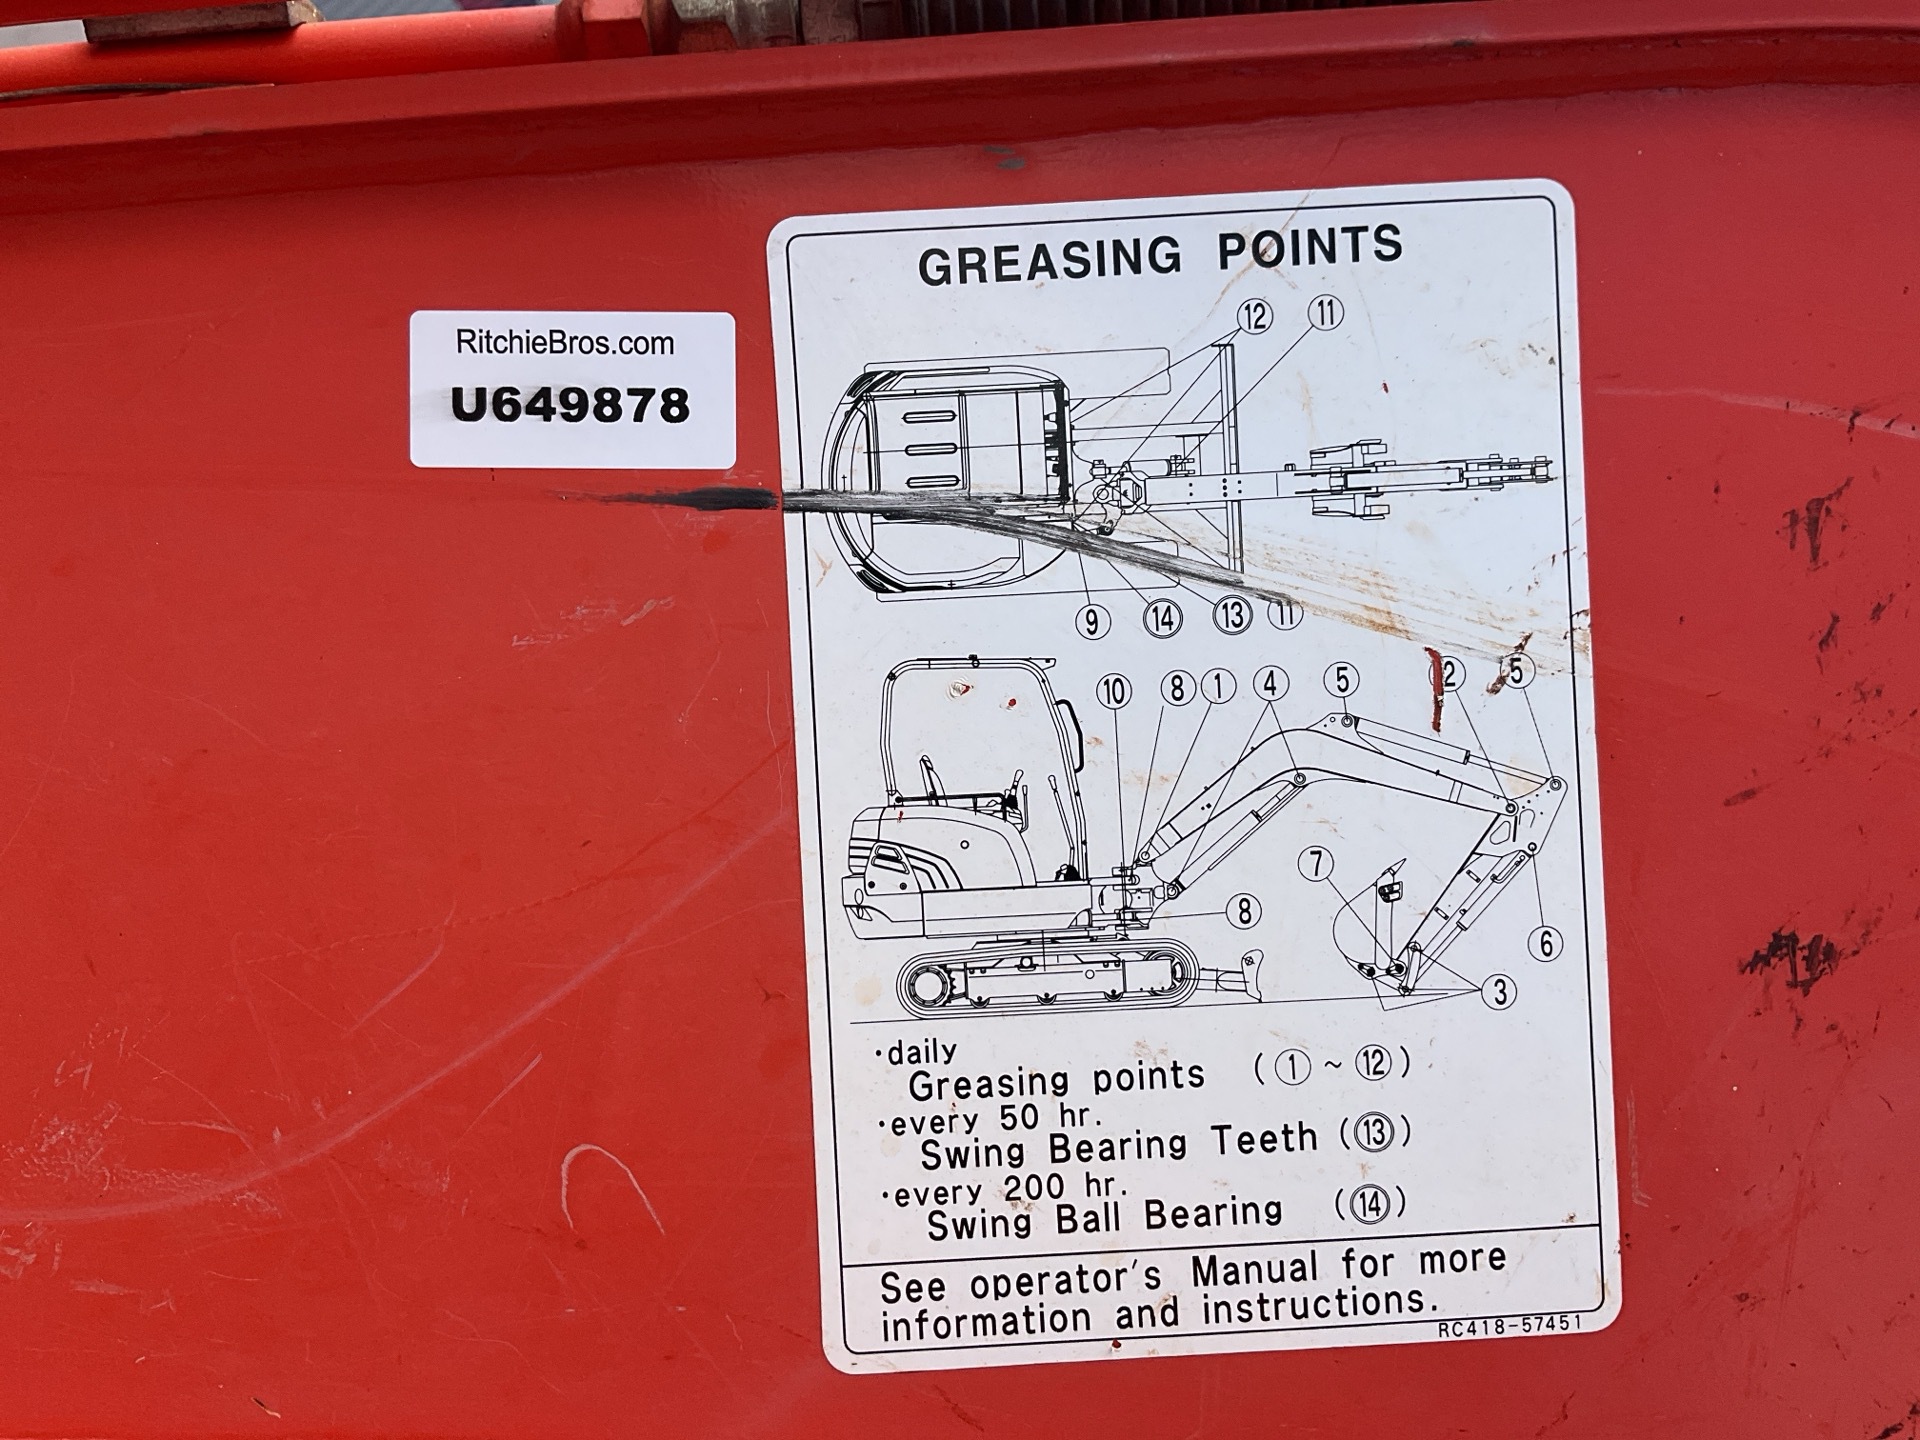 RitchieBros.com
U649878
GREASING POINTS
12 11
9 14 13 11
10 8 1 4 5 2 5
7
8
6
3
・daily
Greasing points (1 ~ 12)
・every 50 hr.
Swing Bearing Teeth (13)
・every 200 hr.
Swing Ball Bearing (14)
See operator's Manual for more
information and instructions.
RC418-57451